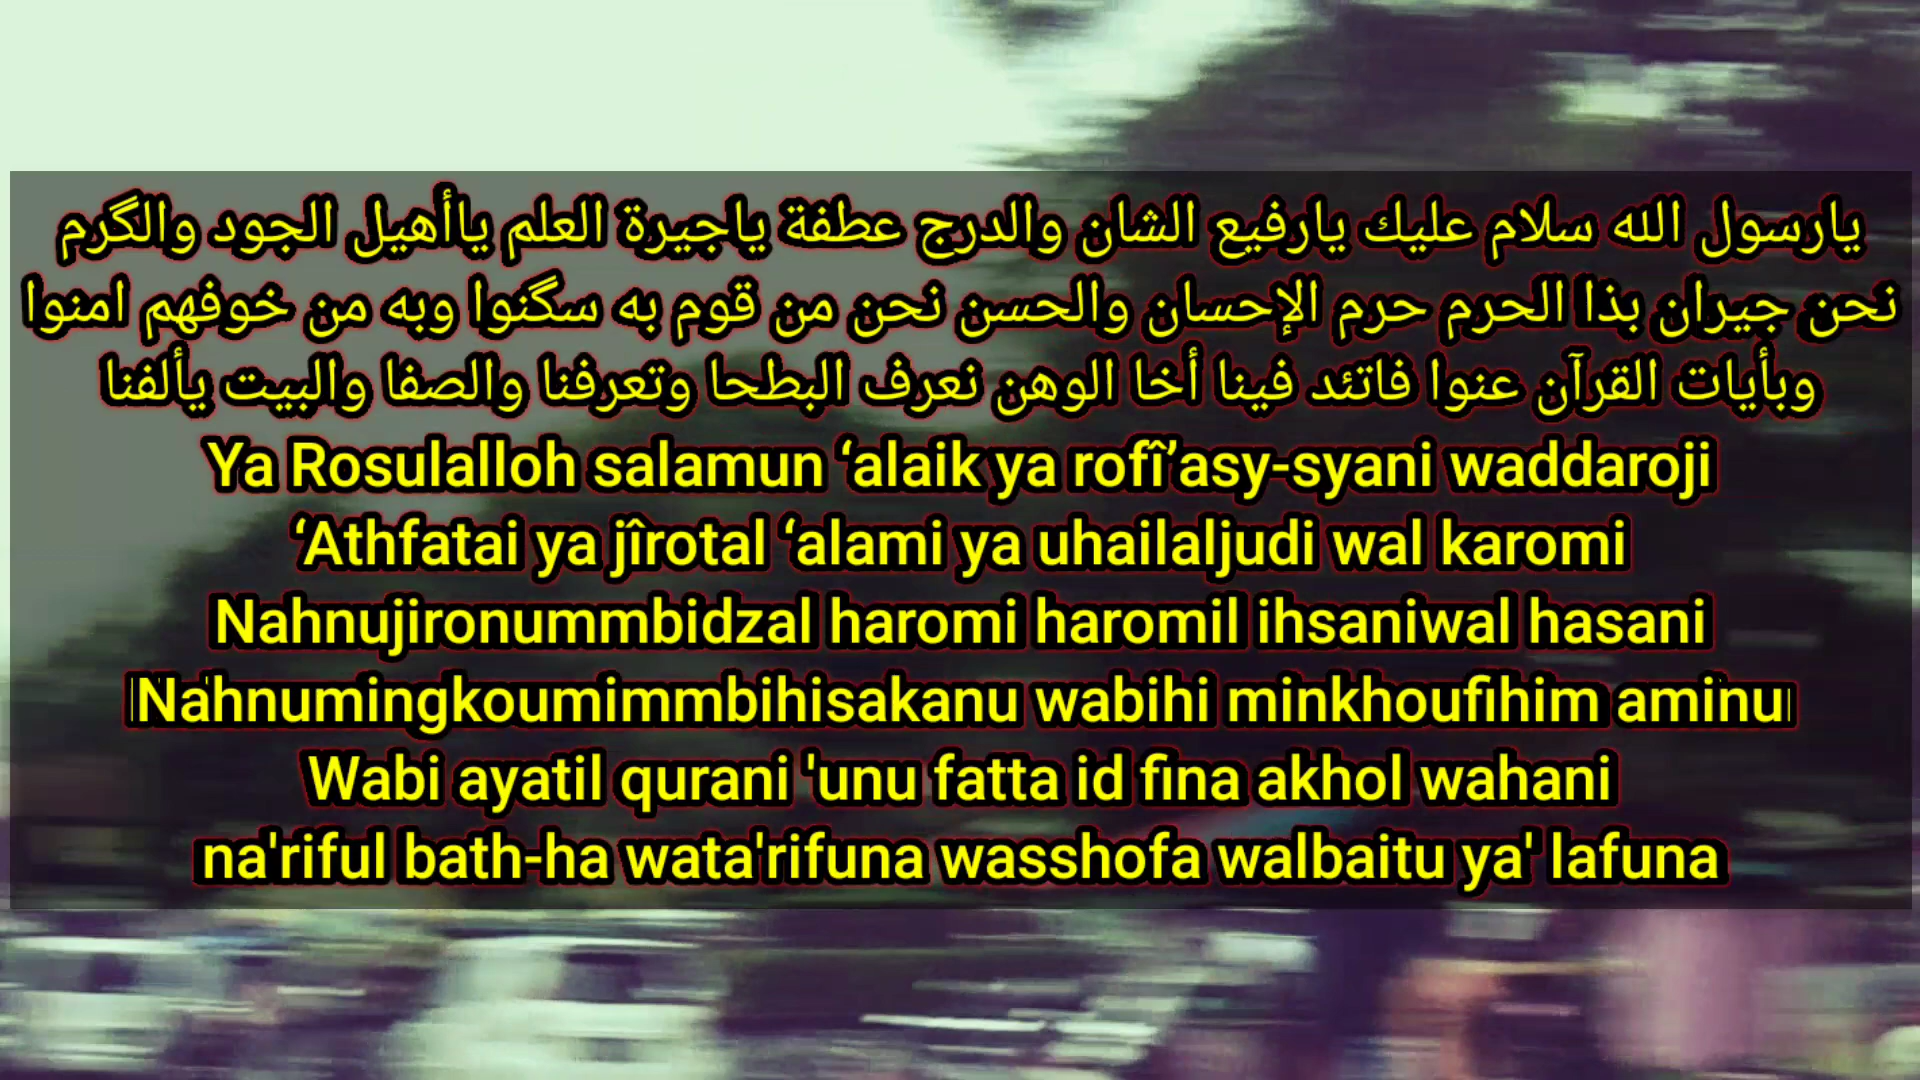 يارسول الله سلام عليك يارفيع الشان والدرج عطفة ياجيرة العلم ياأهيل الجود والگرم
نحن جيران بذا الحرم حرم الإحسان والحسن نحن من قوم به سگنوا وبه من خوفهم امنوا
وبأيات القرآن عنوا فاتئد فينا أخا الوهن نعرف البطحا وتعرفنا والصفا والبيت يألفنا
Ya Rosulalloh salamun ‘alaik ya rofî’asy-syani waddaroji
‘Athfatai ya jîrotal ‘alami ya uhailaljudi wal karomi
Nahnujironummbidzal haromi haromil ihsaniwal hasani
Nahnumingkoumimmbihisakanu wabihi minkhoufihim aminu
Wabi ayatil qurani 'unu fatta id fina akhol wahani
na'riful bath-ha wata'rifuna wasshofa walbaitu ya' lafuna